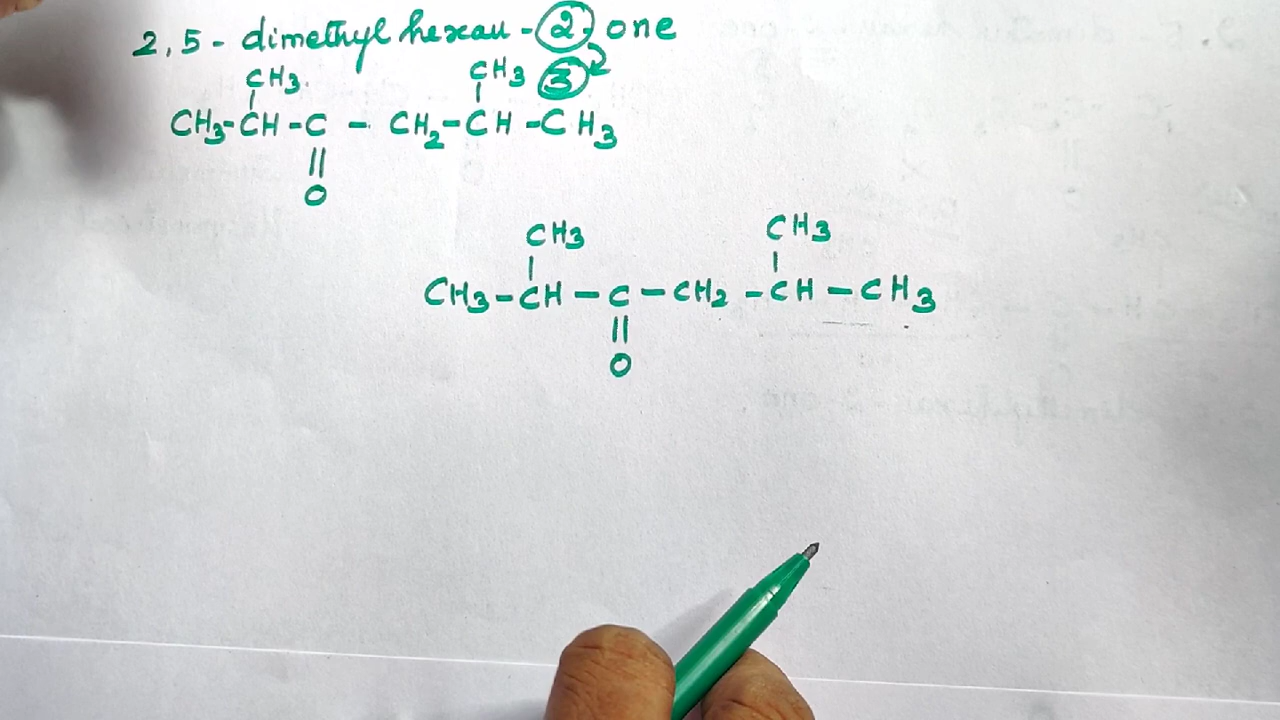 2,5- dimethyl hexan - 2, one
CH3. CH3 3
CH3-CH-C - CH2-CH-CH3
||
O
CH3 CH3
CH3-CH-C-CH2-CH-CH3
||
O